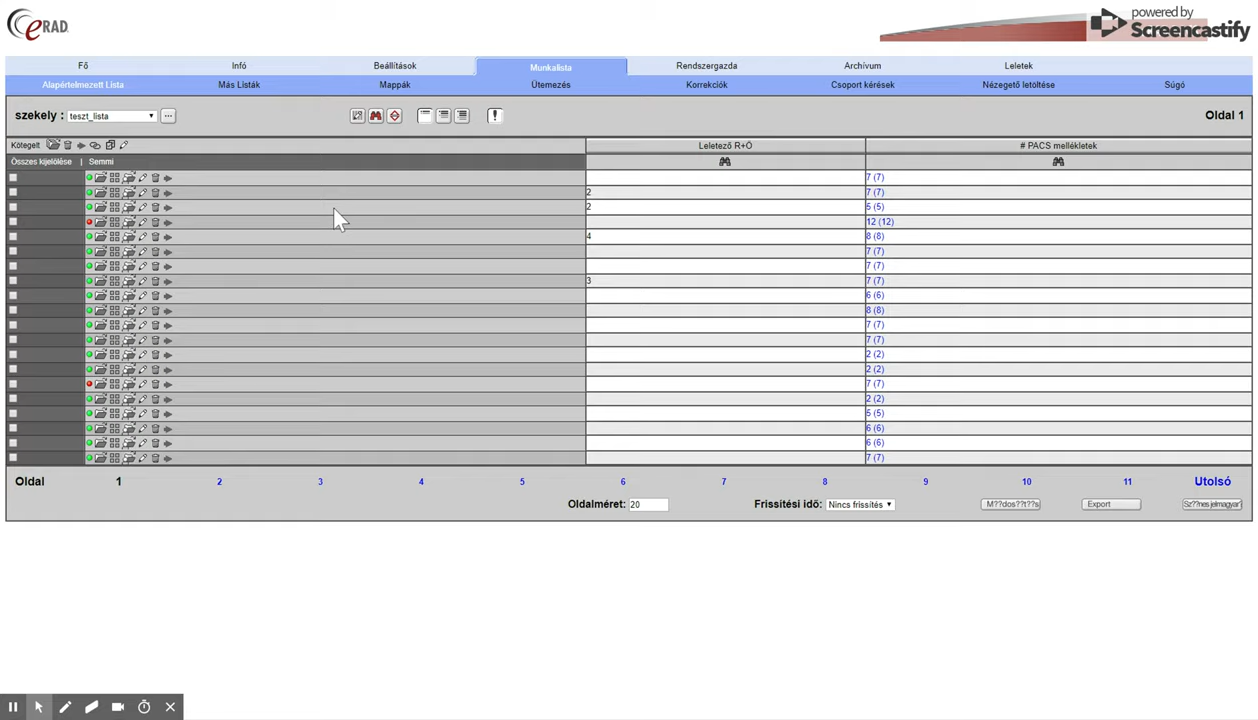 eRAD
powered by
Screencastify
Fő Infó Beállítások Munkalista Rendszergazda Archívum Leletek
Alapértelmezett Lista Más Listák Mappák Ütemezés Korrekciók Csoport kérések Nézegető letöltése Súgó
szekely : teszt_lista ... Oldal 1
Kötegelt Leletező R+Ó # PACS mellékletek
Összes kijelölése | Semmi
7 (7)
2 7 (7)
2 5 (5)
12 (12)
4 8 (8)
7 (7)
7 (7)
3 7 (7)
6 (6)
8 (8)
7 (7)
7 (7)
2 (2)
2 (2)
7 (7)
2 (2)
5 (5)
6 (6)
6 (6)
7 (7)
Oldal 1 2 3 4 5 6 7 8 9 10 11 Utolsó
Oldalméret: 20 Frissítési idő: Nincs frissítés M??dos??t??s Export Sz??nes jelmagyar